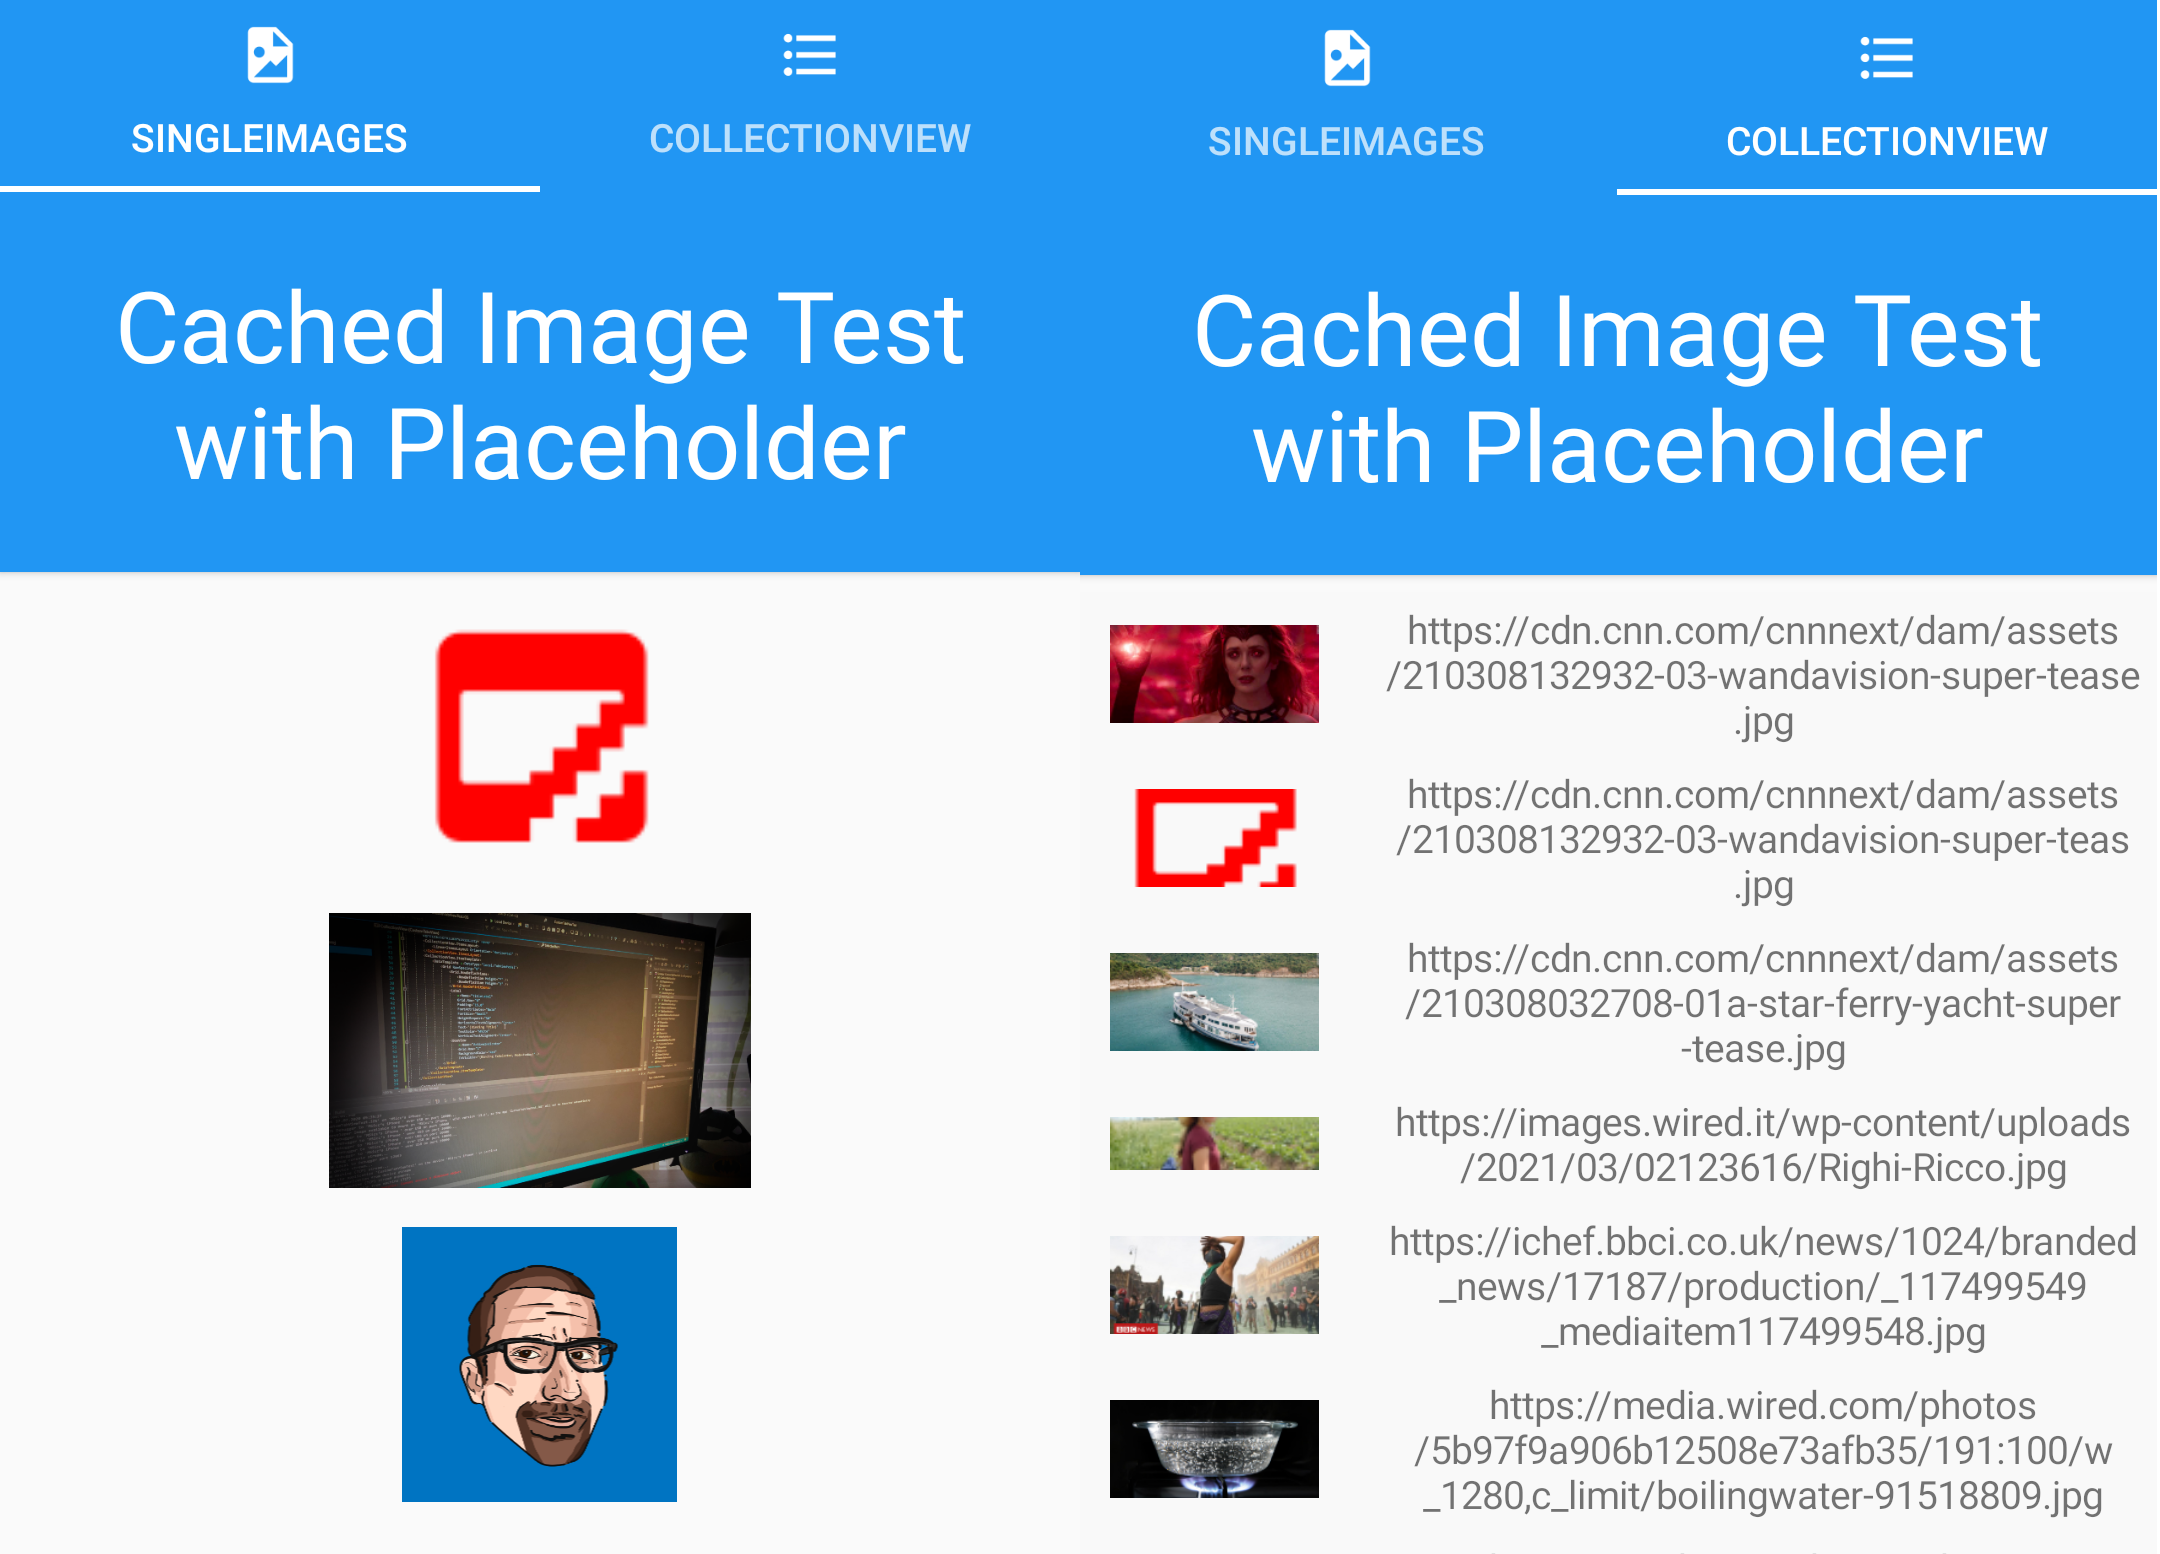 SINGLEIMAGES
COLLECTIONVIEW
Cached Image Test
with Placeholder
SINGLEIMAGES
COLLECTIONVIEW
Cached Image Test
with Placeholder
https://cdn.cnn.com/cnnnext/dam/assets
/210308132932-03-wandavision-super-tease
.jpg
https://cdn.cnn.com/cnnnext/dam/assets
/210308132932-03-wandavision-super-teas
.jpg
https://cdn.cnn.com/cnnnext/dam/assets
/210308032708-01a-star-ferry-yacht-super
-tease.jpg
https://images.wired.it/wp-content/uploads
/2021/03/02123616/Righi-Ricco.jpg
https://ichef.bbci.co.uk/news/1024/branded
_news/17187/production/_117499549
_mediaitem117499548.jpg
BBC NEWS
https://media.wired.com/photos
/5b97f9a906b12508e73afb35/191:100/w
_1280,c_limit/boilingwater-91518809.jpg